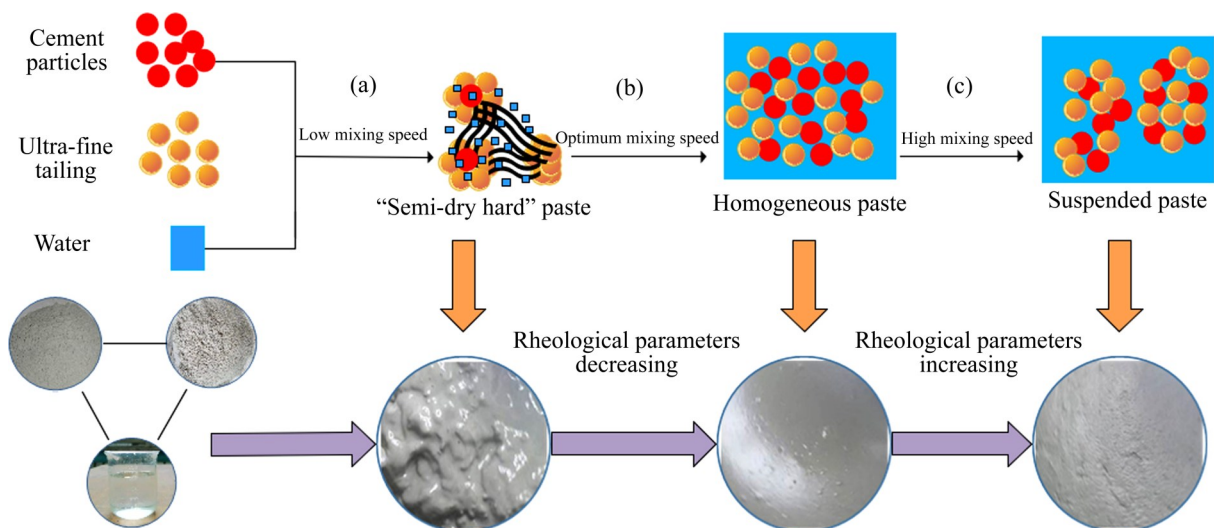 Cement
particles
(a)
(b)
(c)
Ultra-fine
tailing
Low mixing speed
Optimum mixing speed
High mixing speed
“Semi-dry hard” paste
Homogeneous paste
Suspended paste
Water
Rheological parameters
decreasing
Rheological parameters
increasing